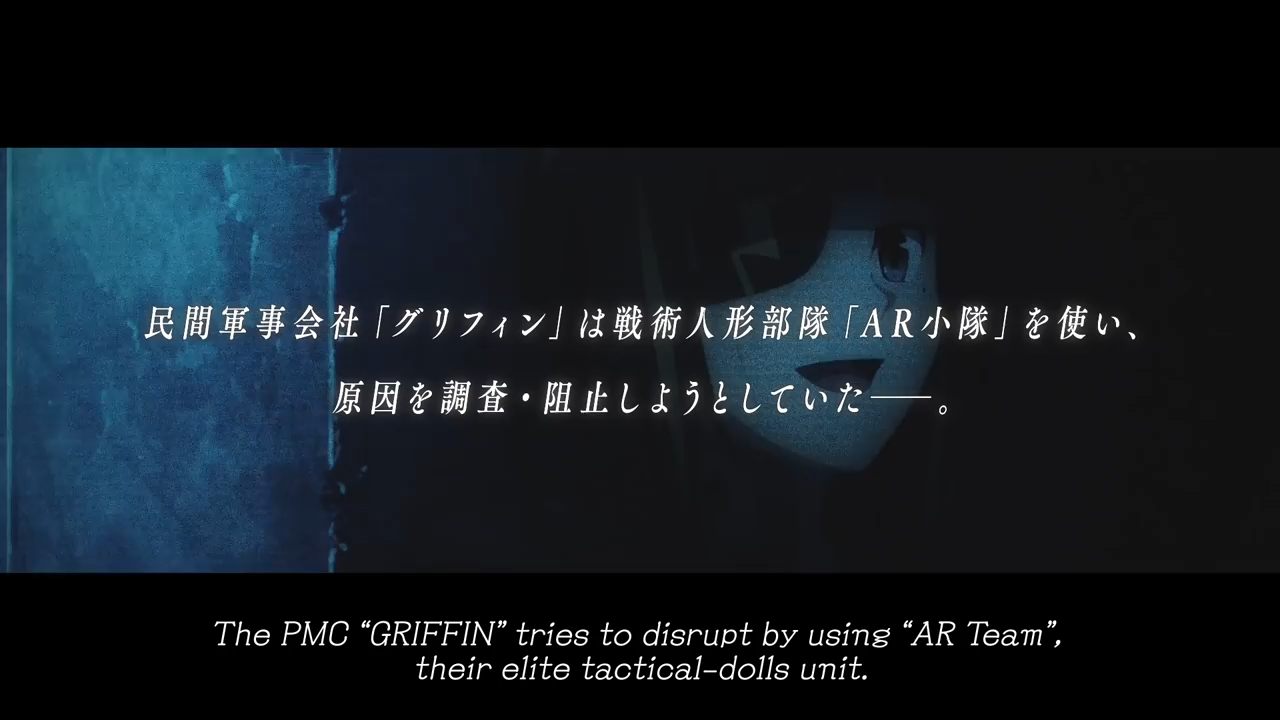 民間軍事会社「グリフィン」は戦術人形部隊「AR小隊」を使い、
原因を調査・阻止しようとしていた――。
The PMC “GRIFFIN” tries to disrupt by using “AR Team”,
their elite tactical-dolls unit.